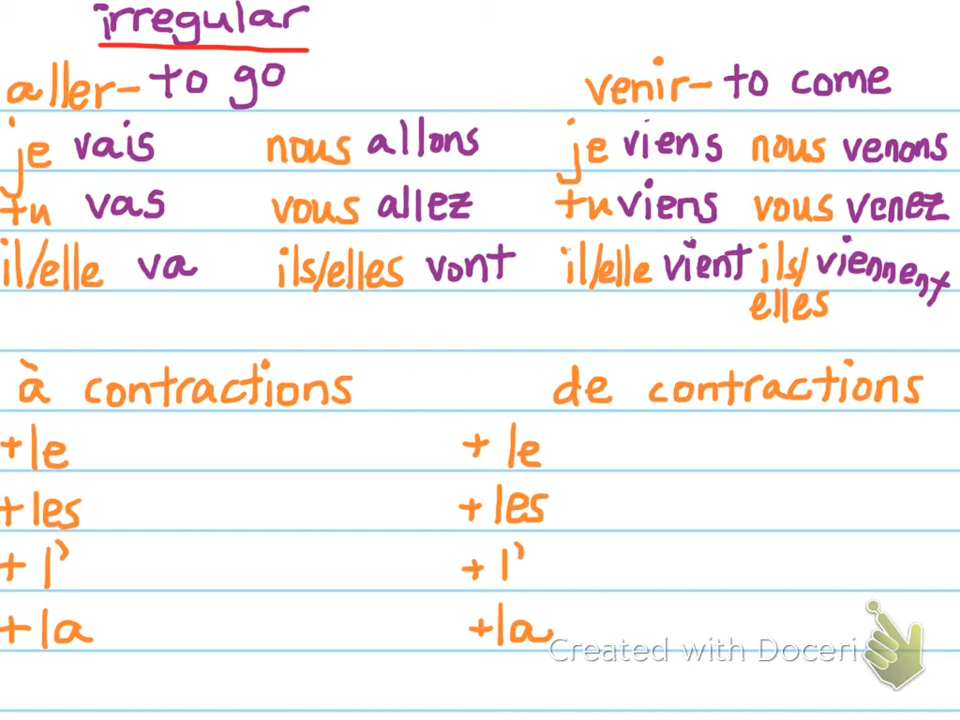 irregular
aller- to go venir- to come
je vais nous allons je viens nous venons
tu vas vous allez tu viens vous venez
il/elle va ils/elles vont il/elle vient ils/elles viennent
à contractions de contractions
+le + le
+les + les
+ l' + l'
+la +la
Created with Doceri